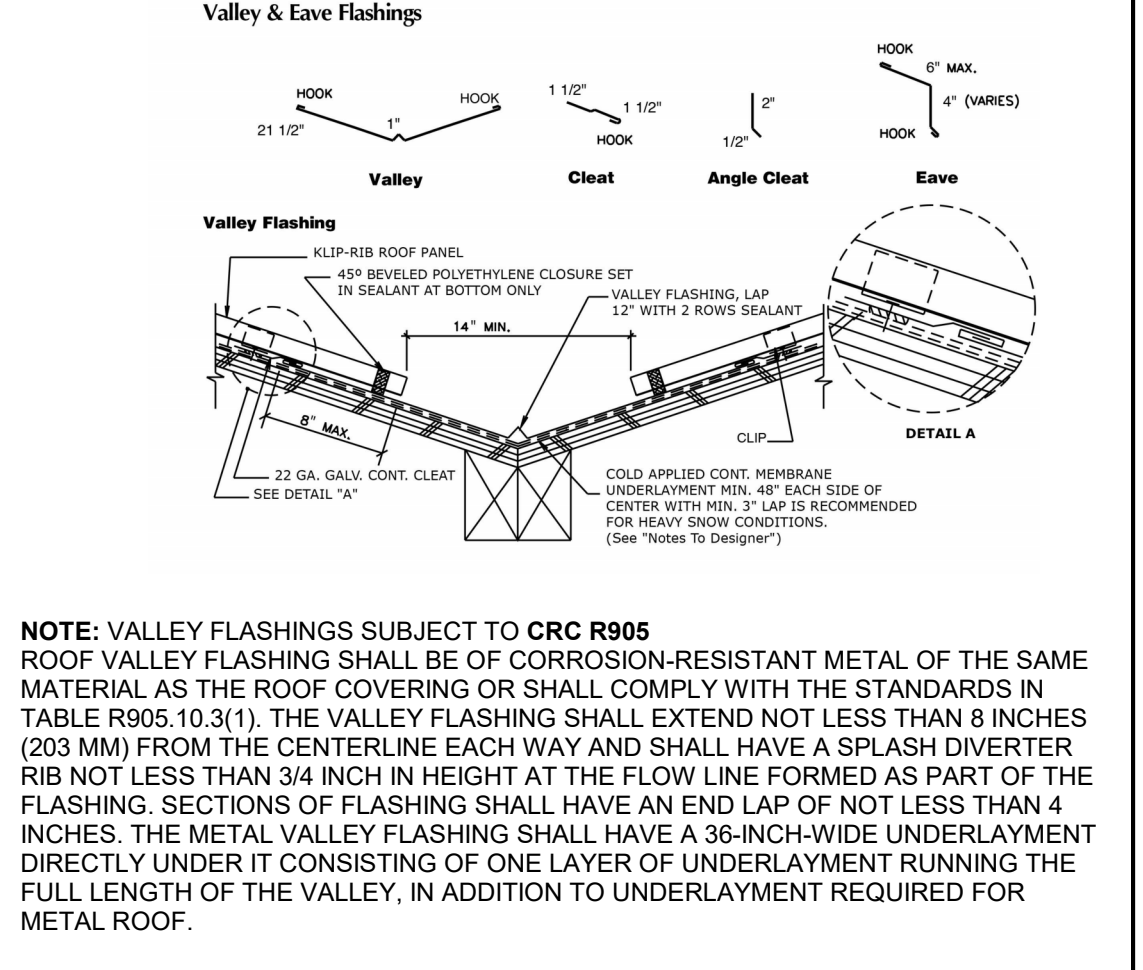 Valley & Eave Flashings
HOOK
HOOK
21 1/2"
1"
Valley
1 1/2"
1 1/2"
HOOK
Cleat
2"
1/2"
Angle Cleat
HOOK
6" MAX.
4" (VARIES)
HOOK
Eave
Valley Flashing
KLIP-RIB ROOF PANEL
45º BEVELED POLYETHYLENE CLOSURE SET
IN SEALANT AT BOTTOM ONLY
VALLEY FLASHING, LAP
12" WITH 2 ROWS SEALANT
14" MIN.
8" MAX.
CLIP
DETAIL A
22 GA. GALV. CONT. CLEAT
SEE DETAIL "A"
COLD APPLIED CONT. MEMBRANE
UNDERLAYMENT MIN. 48" EACH SIDE OF
CENTER WITH MIN. 3" LAP IS RECOMMENDED
FOR HEAVY SNOW CONDITIONS.
(See "Notes To Designer")
NOTE: VALLEY FLASHINGS SUBJECT TO CRC R905
ROOF VALLEY FLASHING SHALL BE OF CORROSION-RESISTANT METAL OF THE SAME
MATERIAL AS THE ROOF COVERING OR SHALL COMPLY WITH THE STANDARDS IN
TABLE R905.10.3(1). THE VALLEY FLASHING SHALL EXTEND NOT LESS THAN 8 INCHES
(203 MM) FROM THE CENTERLINE EACH WAY AND SHALL HAVE A SPLASH DIVERTER
RIB NOT LESS THAN 3/4 INCH IN HEIGHT AT THE FLOW LINE FORMED AS PART OF THE
FLASHING. SECTIONS OF FLASHING SHALL HAVE AN END LAP OF NOT LESS THAN 4
INCHES. THE METAL VALLEY FLASHING SHALL HAVE A 36-INCH-WIDE UNDERLAYMENT
DIRECTLY UNDER IT CONSISTING OF ONE LAYER OF UNDERLAYMENT RUNNING THE
FULL LENGTH OF THE VALLEY, IN ADDITION TO UNDERLAYMENT REQUIRED FOR
METAL ROOF.